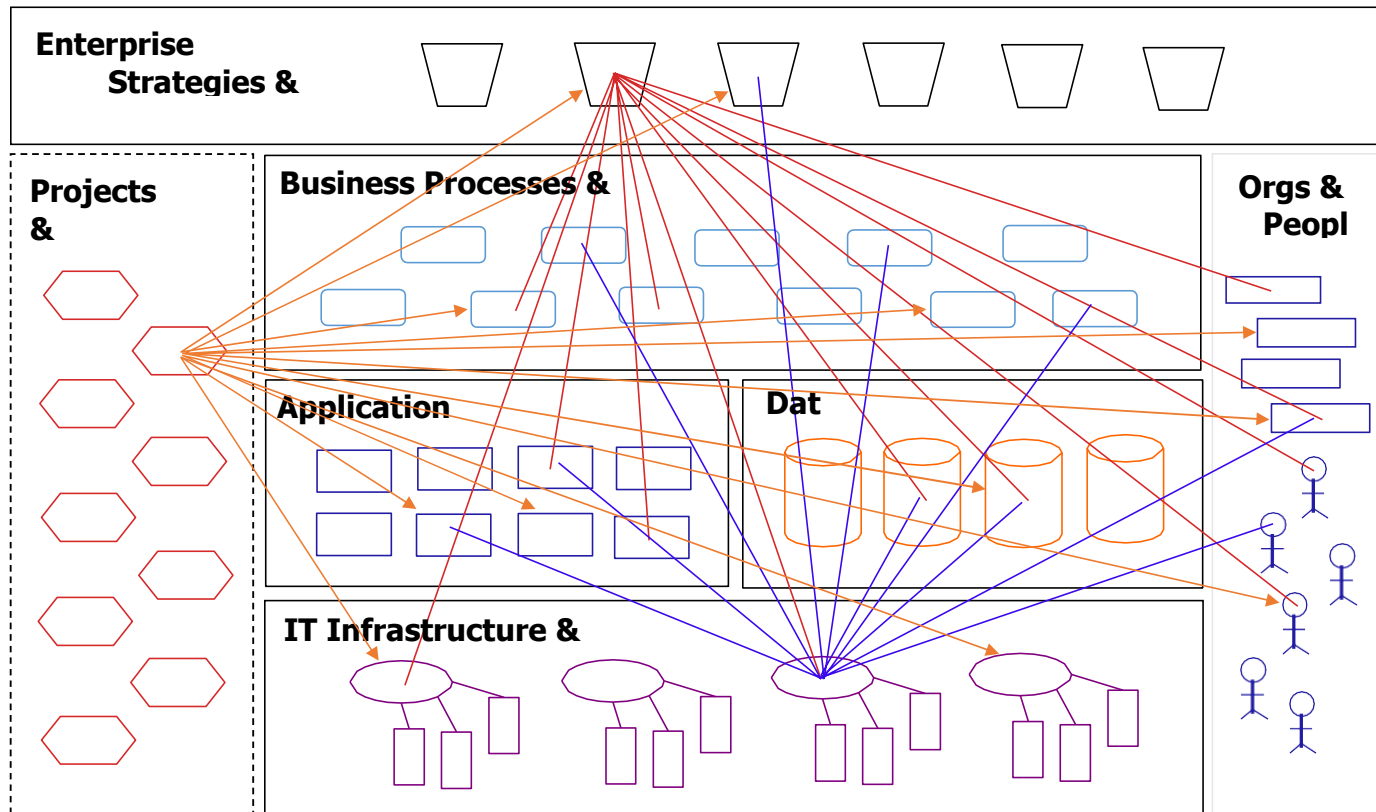 Enterprise
Strategies &
Projects
&
Business Processes &
Orgs &
Peopl
Application
Dat
IT Infrastructure &